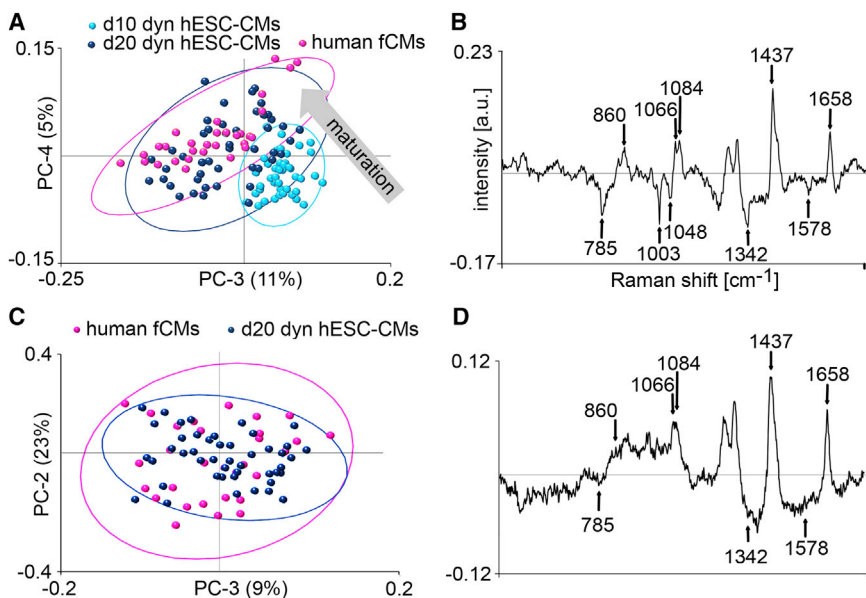 A
d10 dyn hESC-CMs
d20 dyn hESC-CMs
human fCMs
0.15
PC-4 (5%)
maturation
-0.15
-0.25
PC-3 (11%)
0.2
B
0.23
intensity [a.u.]
1437
1084
1066
860
1658
785
1003
1048
1342
1578
-0.17
Raman shift [cm-1]
C
human fCMs
d20 dyn hESC-CMs
0.4
PC-2 (23%)
-0.4
-0.2
PC-3 (9%)
0.2
D
0.12
1437
1084
1066
1658
860
785
1342
1578
-0.12